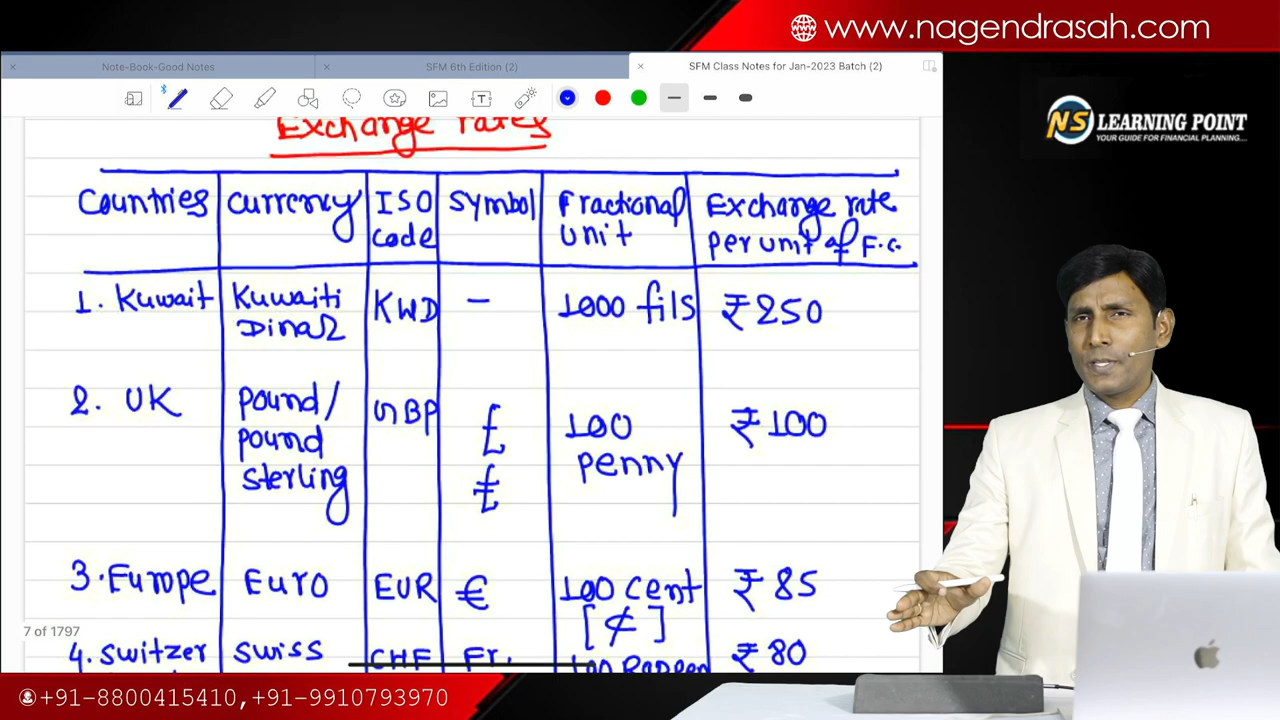 www.nagendrasah.com
Note-Book-Good Notes
SFM 6th Edition (2)
SFM Class Notes for Jan-2023 Batch (2)
NS LEARNING POINT
YOUR GUIDE FOR FINANCIAL PLANNING....
Exchange rates
Countries Currency ISO code Symbol Fractional unit Exchange rate per unit of F.C.
1. Kuwait Kuwaiti Dinar KWD – 1000 fils ₹250
2. UK Pound/ pound sterling GBP £ £ 100 penny ₹100
3. Europe Euro EUR € 100 cent [¢] ₹85
4. Switzer Swiss CHF Fr. 100 Rappen ₹80
7 of 1797
+91-8800415410,+91-9910793970